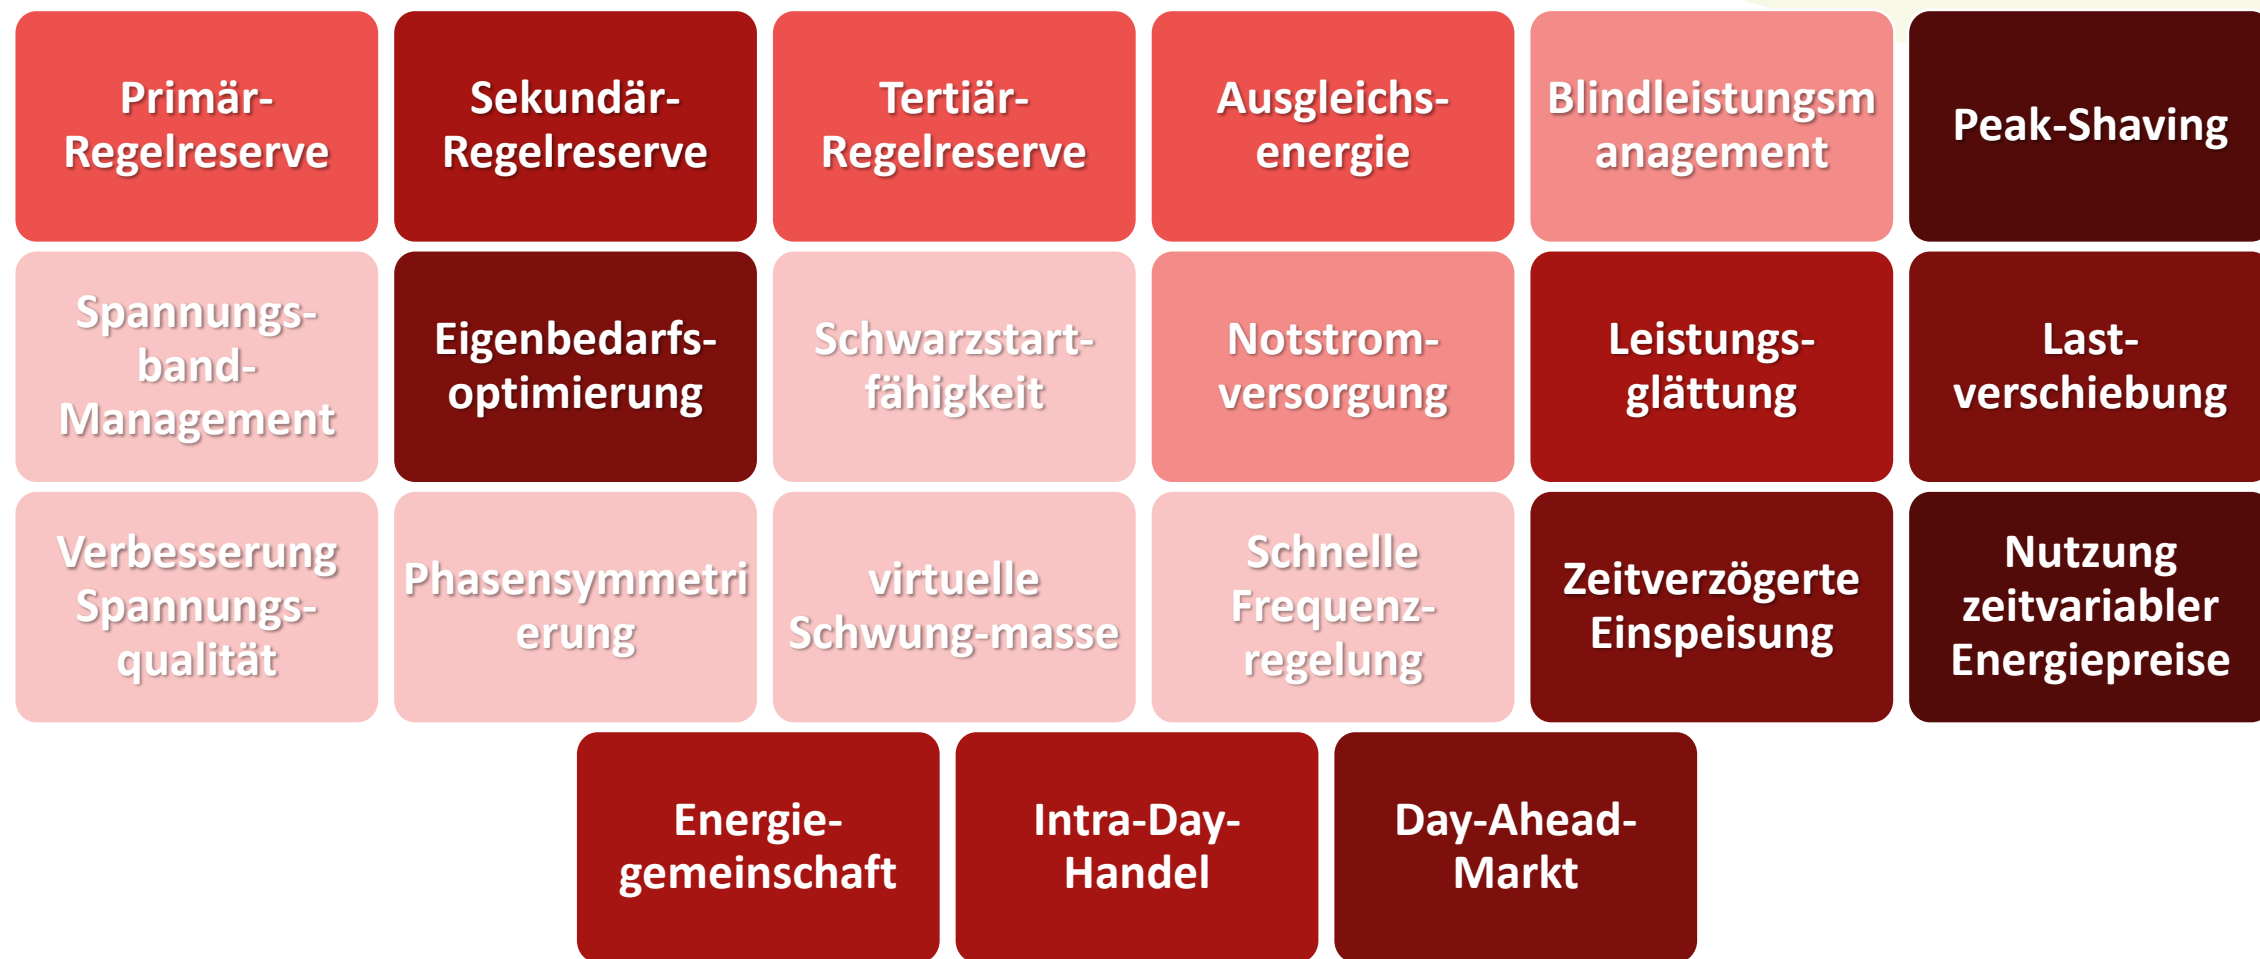 Primär-
Regelreserve
Sekundär-
Regelreserve
Tertiär-
Regelreserve
Ausgleichs-
energie
Blindleistungsm
anagement
Peak-Shaving
Spannungs-
band-
Management
Eigenbedarfs-
optimierung
Schwarzstart-
fähigkeit
Notstrom-
versorgung
Leistungs-
glättung
Last-
verschiebung
Verbesserung
Spannungs-
qualität
Phasensymmetri
erung
virtuelle
Schwung-masse
Schnelle
Frequenz-
regelung
Zeitverzögerte
Einspeisung
Nutzung
zeitvariabler
Energiepreise
Energie-
gemeinschaft
Intra-Day-
Handel
Day-Ahead-
Markt